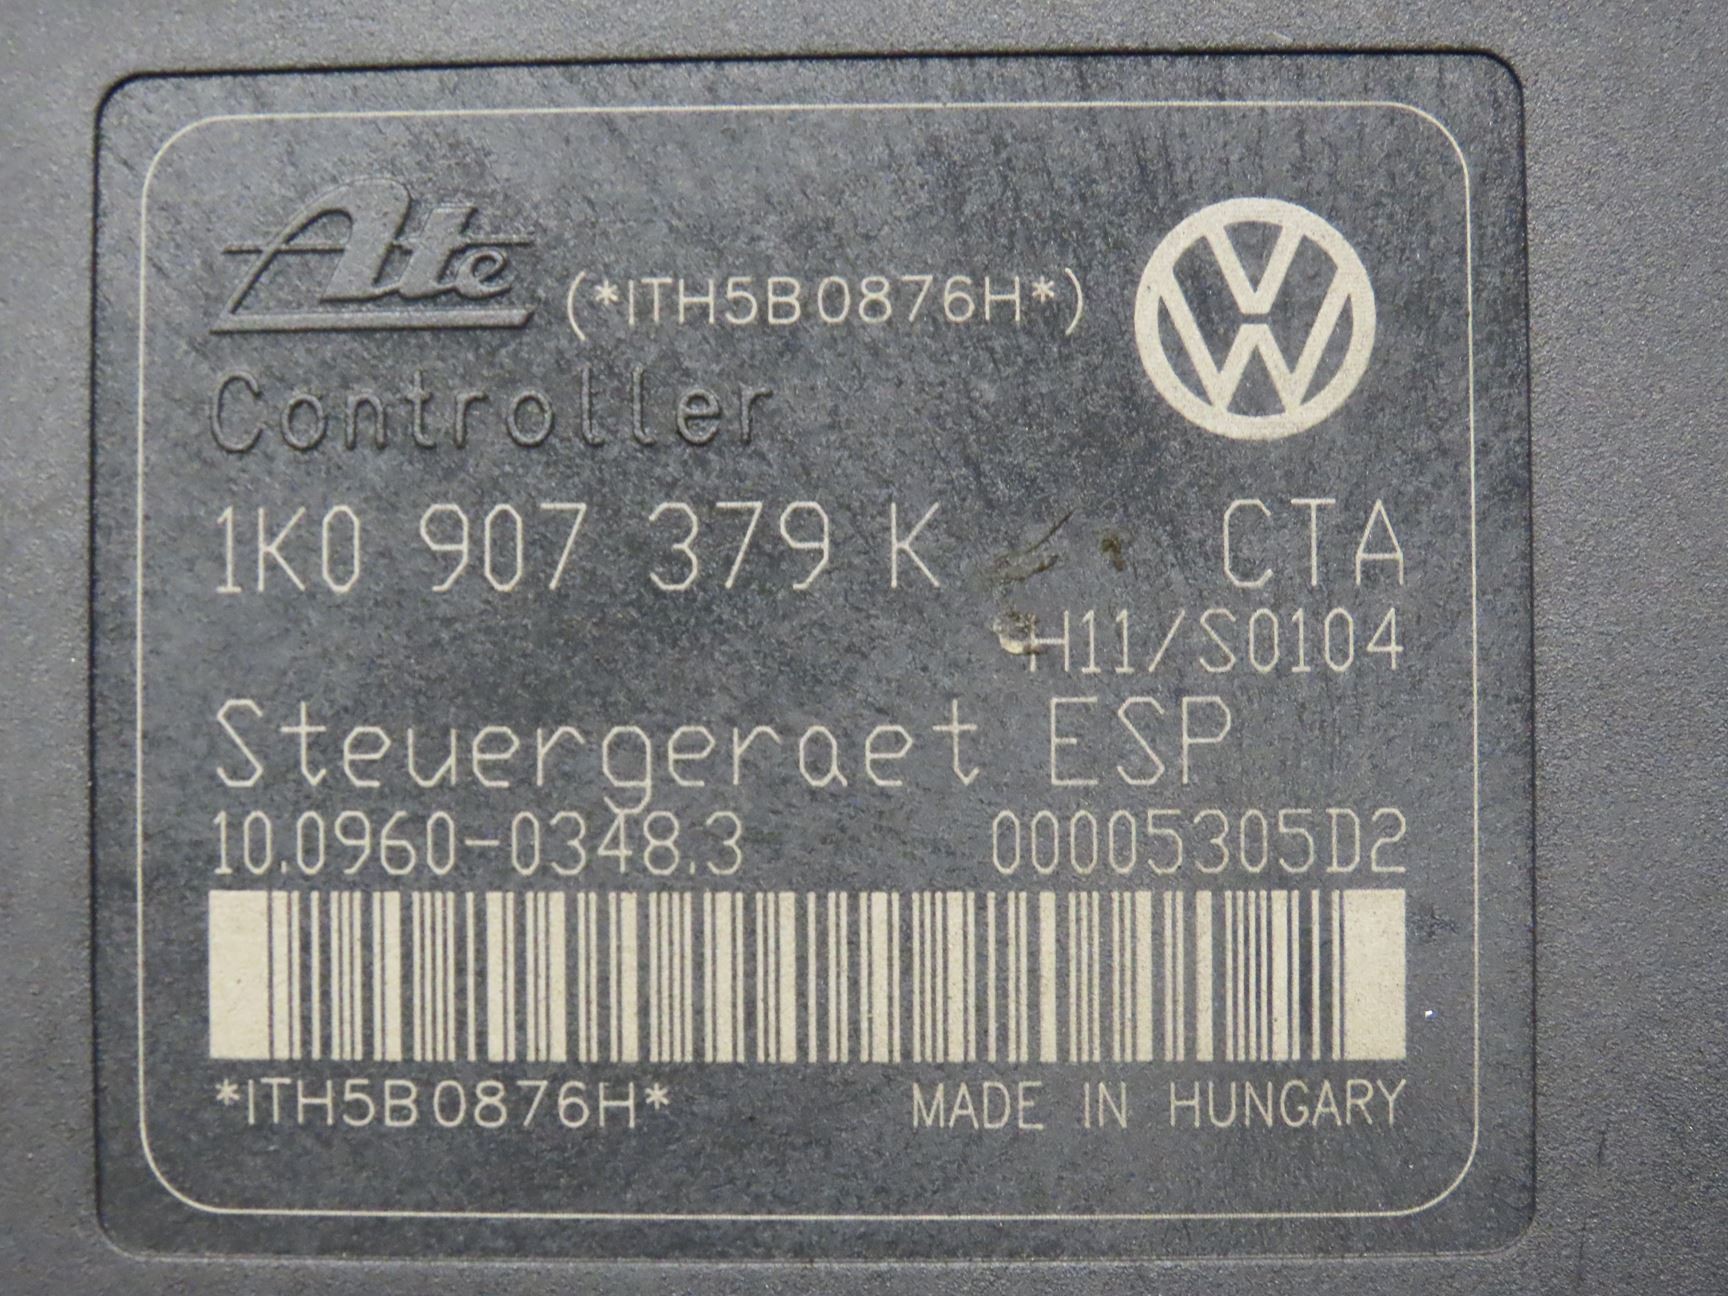 Ate (*ITH5B0876H*)
Controller
1K0 907 379 K CTA
H11/S0104
Steuergeraet ESP
10.0960-0348.3 00005305D2
*ITH5B0876H* MADE IN HUNGARY